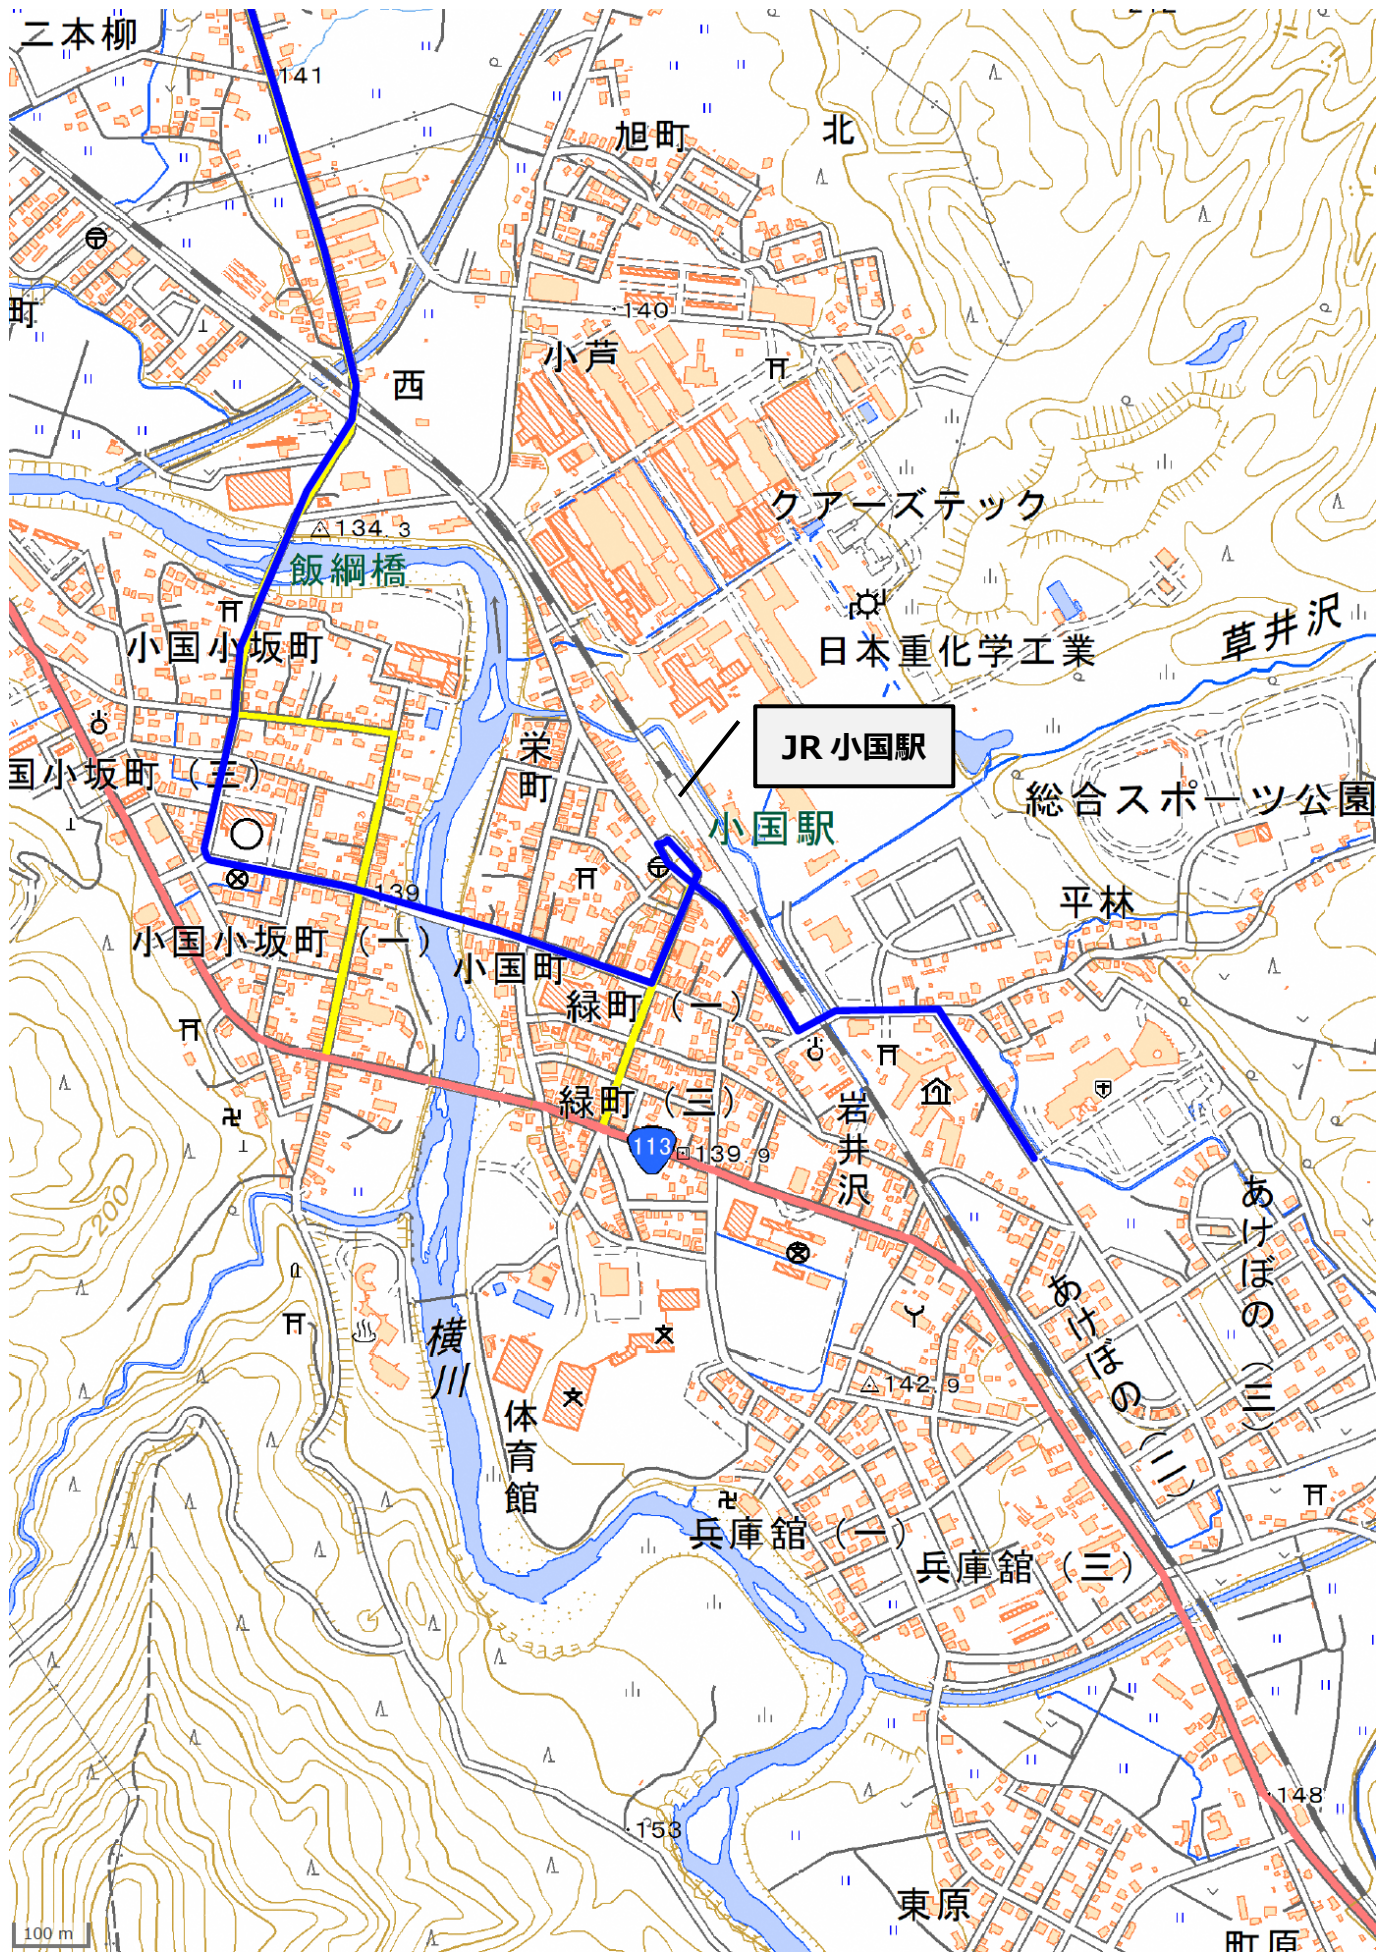 二本柳
141
旭町
北
町
140
西
小芦
クアーズテック
134.3
飯綱橋
小国小坂町
草井沢
日本重化学工業
JR 小国駅
栄町
国小坂町(三)
総合スポーツ公園
小国駅
139
平林
小国小坂町(一)
小国町
緑町(一)
緑町(三)
岩井沢
113
139.9
200
あけぼの(三)
あけぼの(二)
横川
142.9
体育館
兵庫舘(一)
兵庫舘(三)
148
153
東原
100 m
町原